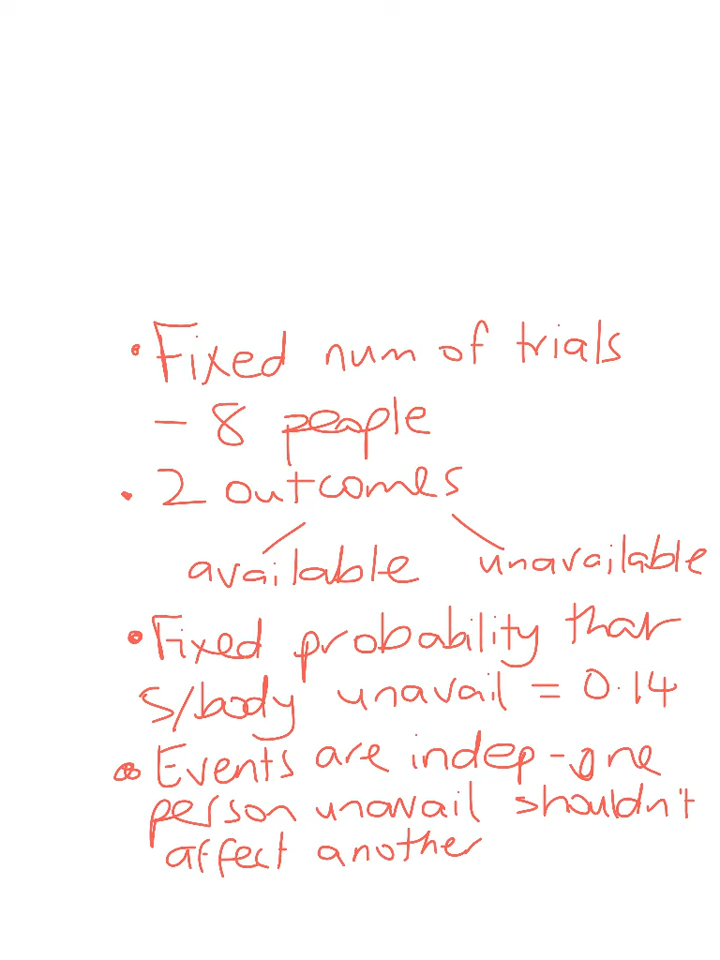 • Fixed num of trials
- 8 people
• 2 outcomes
available unavailable
• Fixed probability that
s/body unavail = 0.14
• Events are indep - one
person unavail shouldn't
affect another